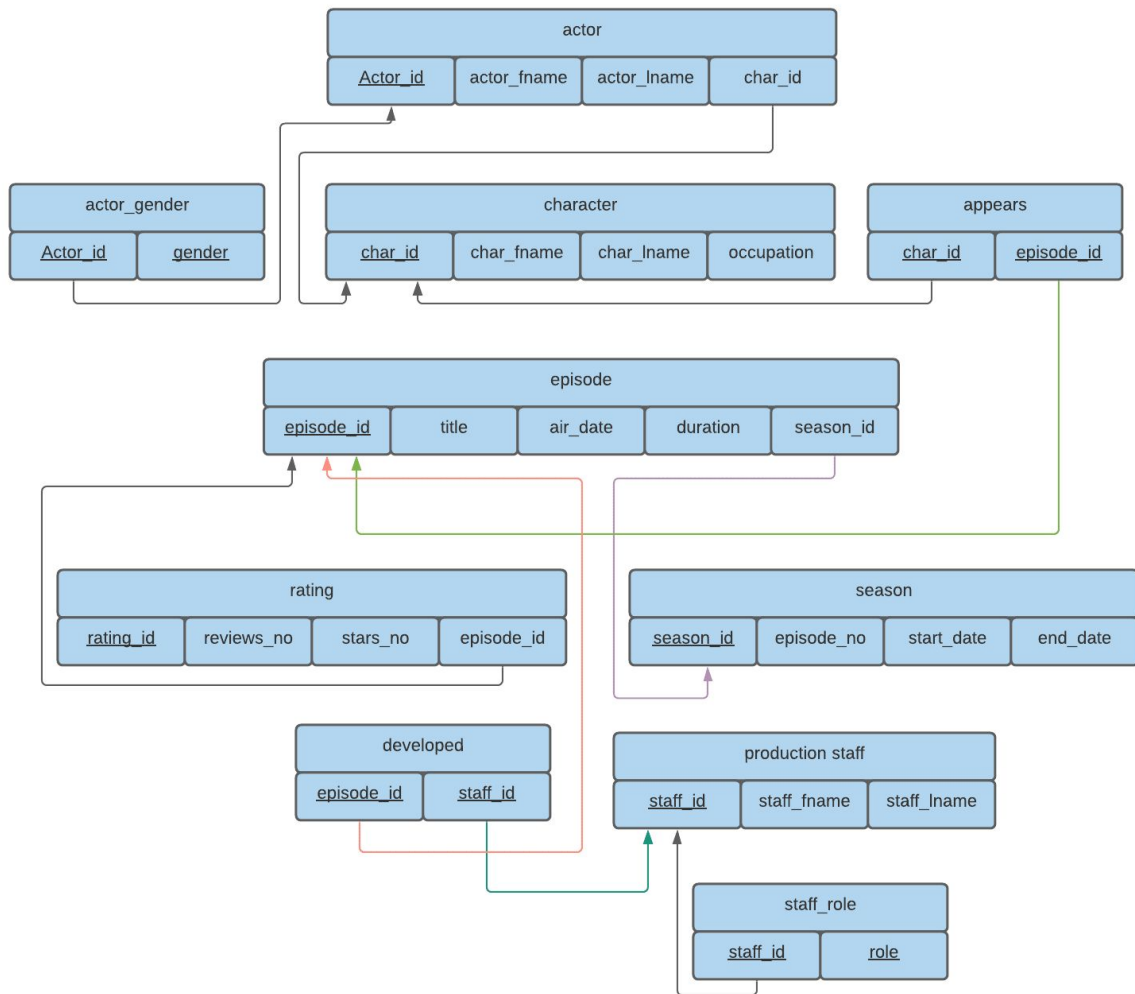 actor
Actor_id actor_fname actor_lname char_id
actor_gender
Actor_id gender
character
char_id char_fname char_lname occupation
appears
char_id episode_id
episode
episode_id title air_date duration season_id
rating
rating_id reviews_no stars_no episode_id
season
season_id episode_no start_date end_date
developed
episode_id staff_id
production staff
staff_id staff_fname staff_lname
staff_role
staff_id role